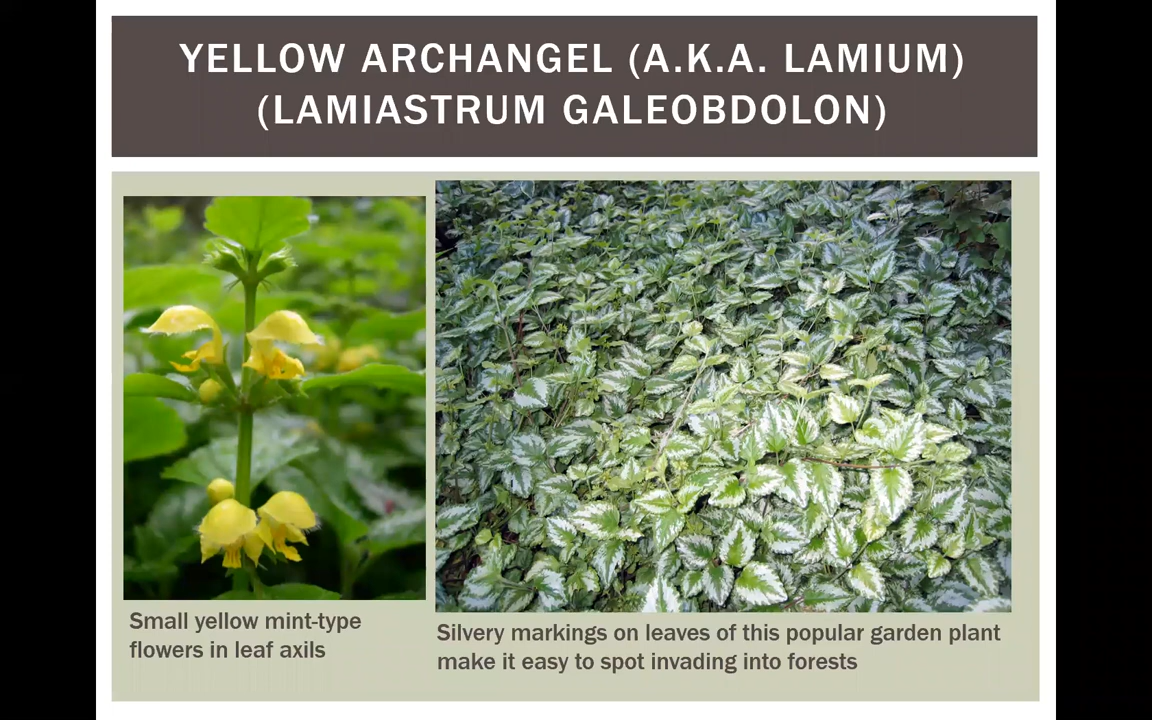 YELLOW ARCHANGEL (A.K.A. LAMIUM)
(LAMIASTRUM GALEOBDOLON)
Small yellow mint-type
flowers in leaf axils
Silvery markings on leaves of this popular garden plant
make it easy to spot invading into forests